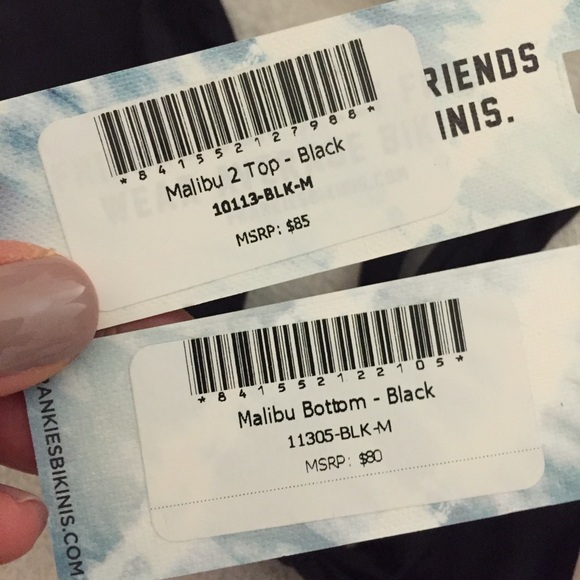 RIENDS
INIS.
*841552127988*
Malibu 2 Top - Black
10113-BLK-M
MSRP: $85
*841552122105*
Malibu Bottom - Black
11305-BLK-M
MSRP: $80
ANKIESBIKINIS.COM